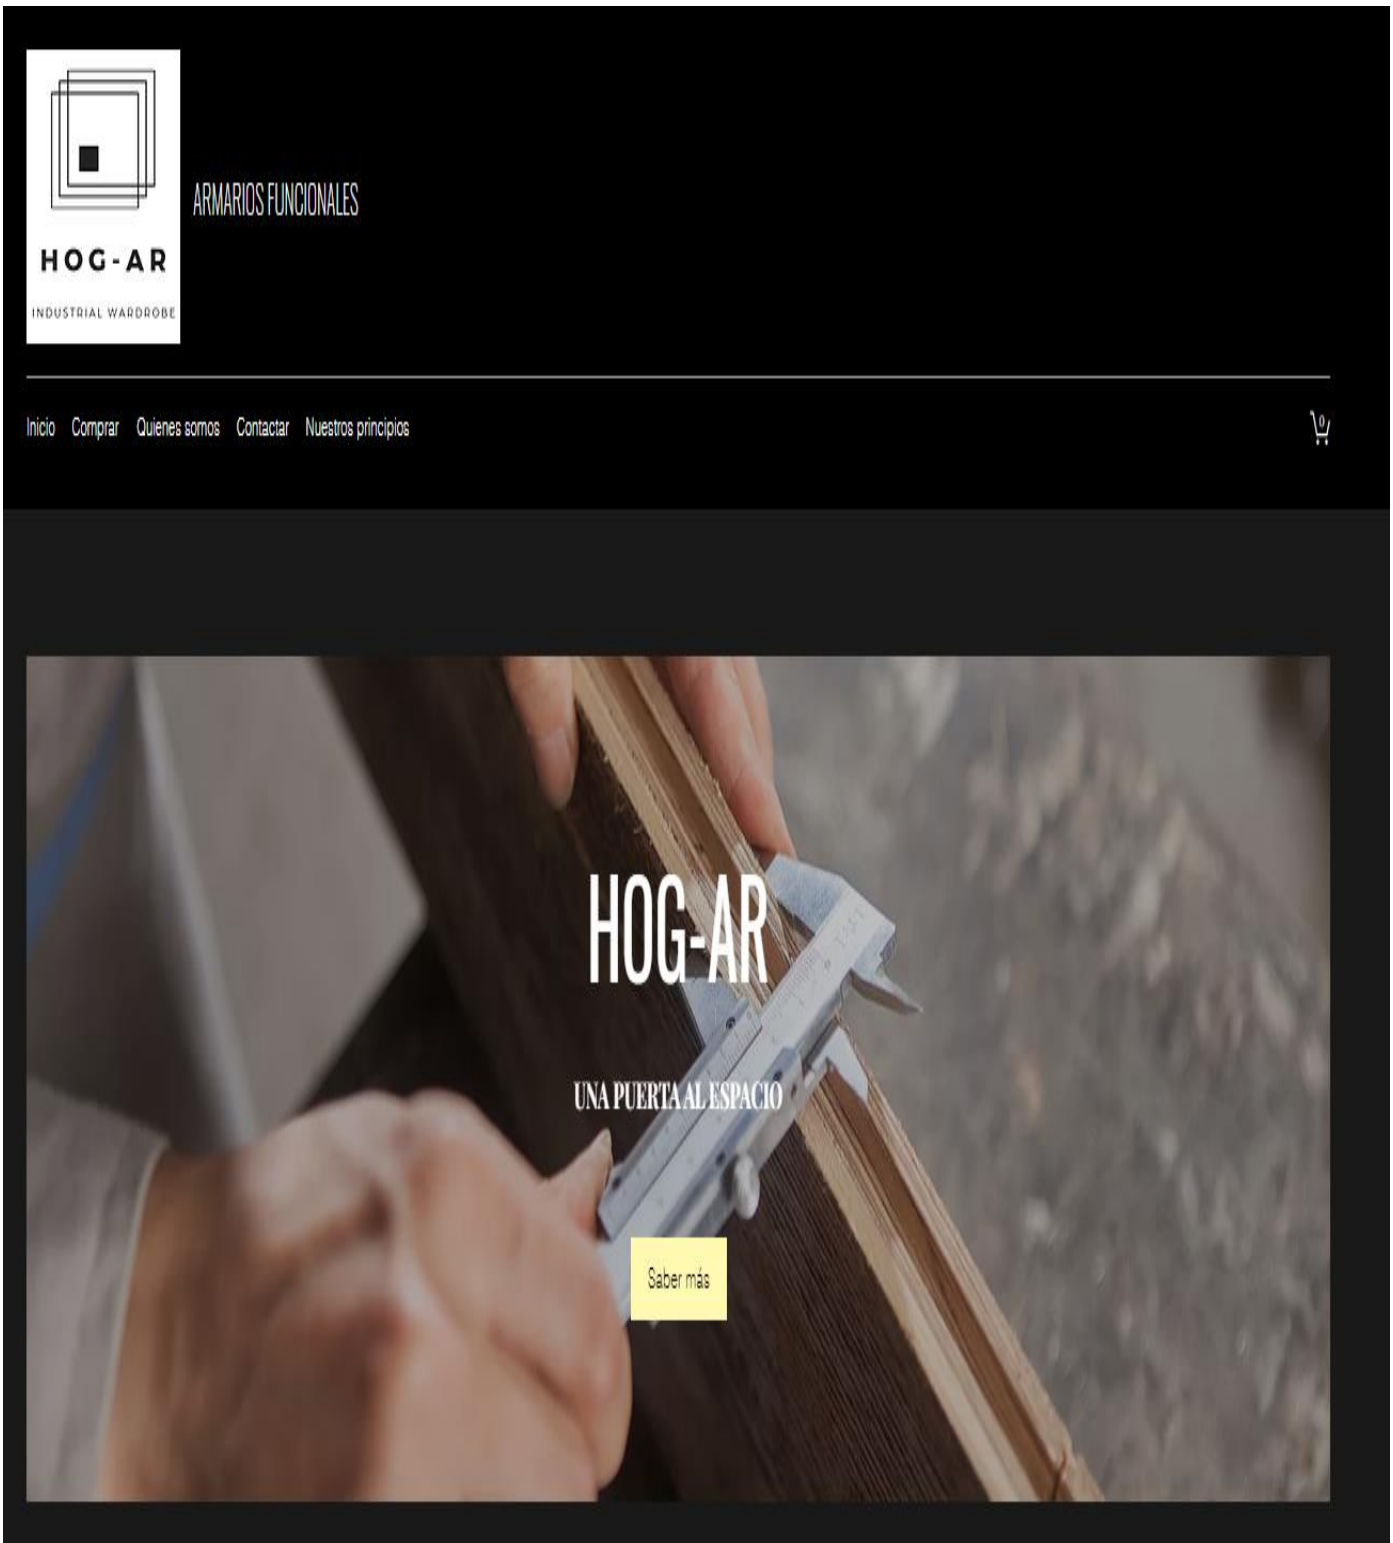 ARMARIOS FUNCIONALES
HOG-AR
INDUSTRIAL WARDROBE
Inicio Comprar Quienes somos Contactar Nuestros principios
0
HOG-AR
UNA PUERTA AL ESPACIO
Saber más